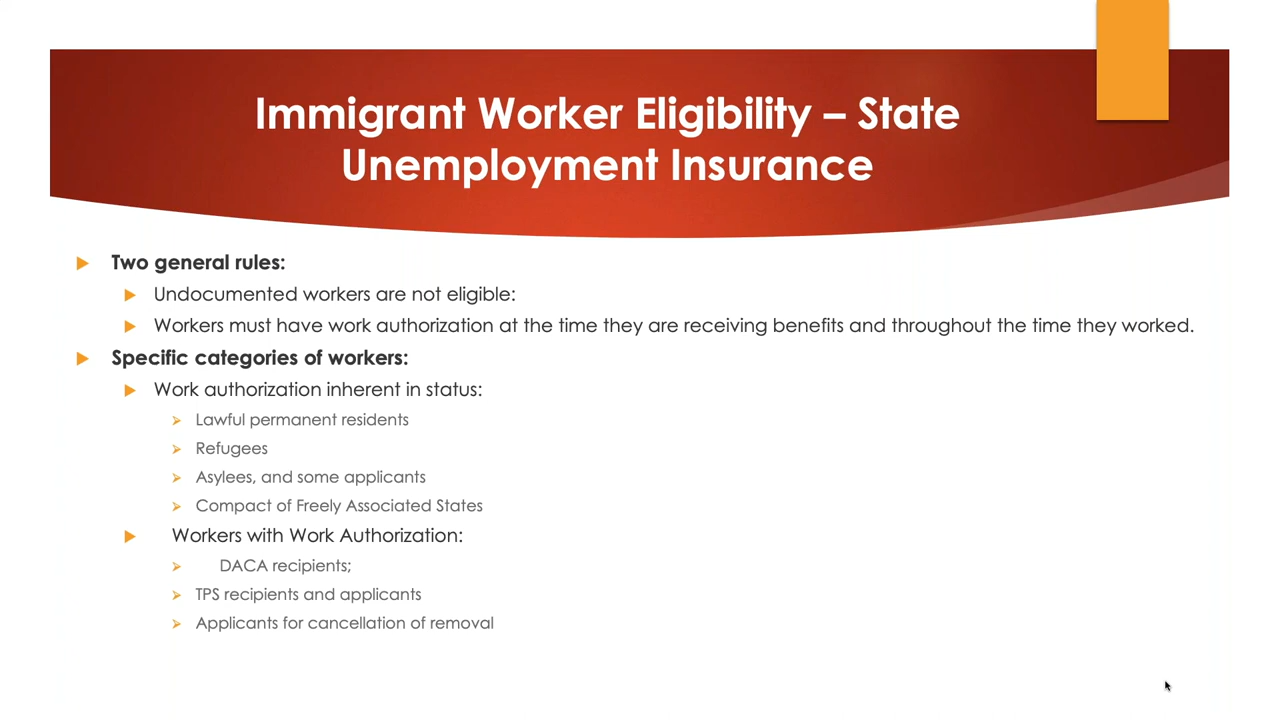 Immigrant Worker Eligibility – State
Unemployment Insurance
Two general rules:
Undocumented workers are not eligible:
Workers must have work authorization at the time they are receiving benefits and throughout the time they worked.
Specific categories of workers:
Work authorization inherent in status:
Lawful permanent residents
Refugees
Asylees, and some applicants
Compact of Freely Associated States
Workers with Work Authorization:
DACA recipients;
TPS recipients and applicants
Applicants for cancellation of removal